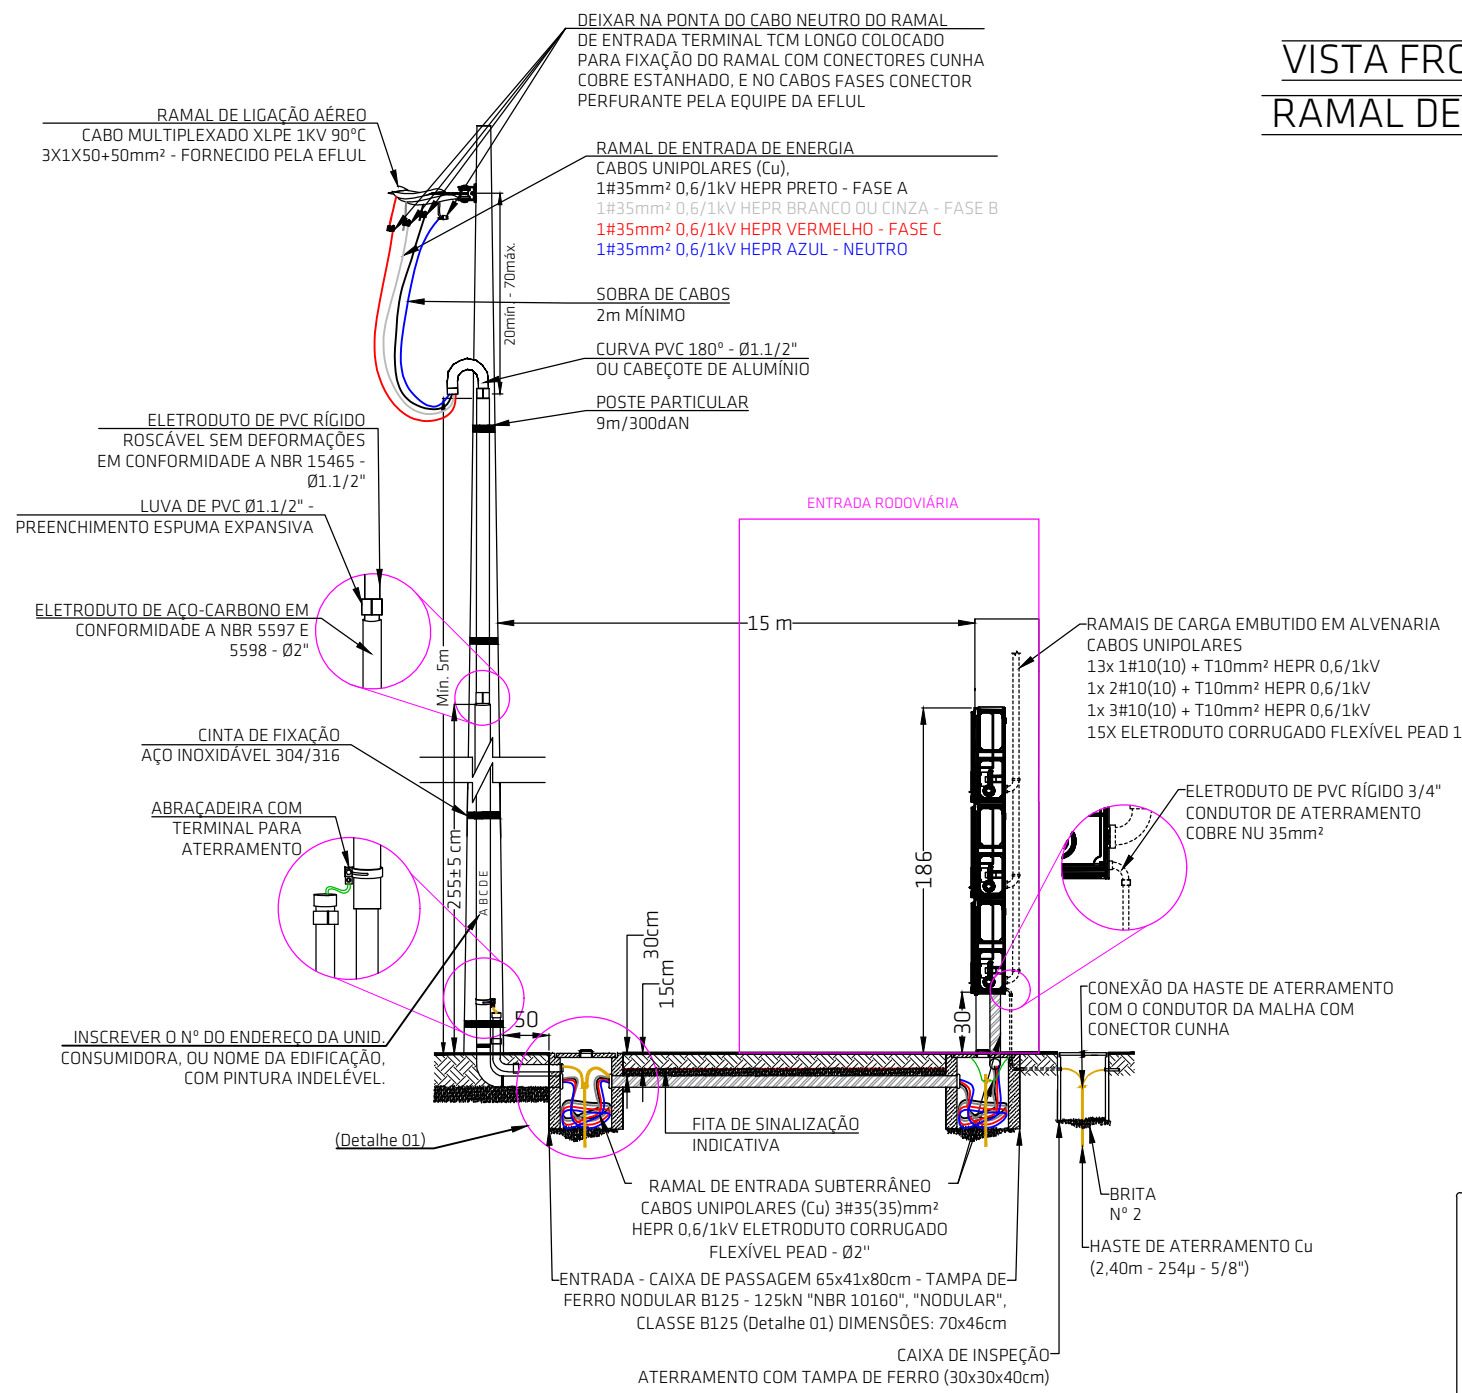 DEIXAR NA PONTA DO CABO NEUTRO DO RAMAL
DE ENTRADA TERMINAL TCM LONGO COLOCADO
PARA FIXAÇÃO DO RAMAL COM CONECTORES CUNHA
COBRE ESTANHADO, E NO CABOS FASES CONECTOR
PERFURANTE PELA EQUIPE DA EFLUL
VISTA FRO
RAMAL DE
RAMAL DE LIGAÇÃO AÉREO
CABO MULTIPLEXADO XLPE 1KV 90°C
3X1X50+50mm² - FORNECIDO PELA EFLUL
RAMAL DE ENTRADA DE ENERGIA
CABOS UNIPOLARES (Cu),
1#35mm² 0,6/1kV HEPR PRETO - FASE A
1#35mm² 0,6/1kV HEPR BRANCO OU CINZA - FASE B
1#35mm² 0,6/1kV HEPR VERMELHO - FASE C
1#35mm² 0,6/1kV HEPR AZUL - NEUTRO
20mín. - 70máx.
SOBRA DE CABOS
2m MÍNIMO
CURVA PVC 180° - Ø1.1/2"
OU CABEÇOTE DE ALUMÍNIO
POSTE PARTICULAR
9m/300dAN
ELETRODUTO DE PVC RÍGIDO
ROSCÁVEL SEM DEFORMAÇÕES
EM CONFORMIDADE A NBR 15465 -
Ø1.1/2"
LUVA DE PVC Ø1.1/2" -
PREENCHIMENTO ESPUMA EXPANSIVA
ENTRADA RODOVIÁRIA
ELETRODUTO DE AÇO-CARBONO EM
CONFORMIDADE A NBR 5597 E
5598 - Ø2"
Mín. 5m
15 m
RAMAIS DE CARGA EMBUTIDO EM ALVENARIA
CABOS UNIPOLARES
13x 1#10(10) + T10mm² HEPR 0,6/1kV
1x 2#10(10) + T10mm² HEPR 0,6/1kV
1x 3#10(10) + T10mm² HEPR 0,6/1kV
15X ELETRODUTO CORRUGADO FLEXÍVEL PEAD 1
CINTA DE FIXAÇÃO
AÇO INOXIDÁVEL 304/316
ABRAÇADEIRA COM
TERMINAL PARA
ATERRAMENTO
255±5 cm
ABCDE
186
ELETRODUTO DE PVC RÍGIDO 3/4"
CONDUTOR DE ATERRAMENTO
COBRE NU 35mm²
30cm
15cm
50
30
CONEXÃO DA HASTE DE ATERRAMENTO
COM O CONDUTOR DA MALHA COM
CONECTOR CUNHA
INSCREVER O Nº DO ENDEREÇO DA UNID.
CONSUMIDORA, OU NOME DA EDIFICAÇÃO,
COM PINTURA INDELÉVEL.
(Detalhe 01)
FITA DE SINALIZAÇÃO
INDICATIVA
RAMAL DE ENTRADA SUBTERRÂNEO
CABOS UNIPOLARES (Cu) 3#35(35)mm²
HEPR 0,6/1kV ELETRODUTO CORRUGADO
FLEXÍVEL PEAD - Ø2''
BRITA
Nº 2
HASTE DE ATERRAMENTO Cu
(2,40m - 254µ - 5/8")
ENTRADA - CAIXA DE PASSAGEM 65x41x80cm - TAMPA DE
FERRO NODULAR B125 - 125kN "NBR 10160", "NODULAR",
CLASSE B125 (Detalhe 01) DIMENSÕES: 70x46cm
CAIXA DE INSPEÇÃO
ATERRAMENTO COM TAMPA DE FERRO (30x30x40cm)